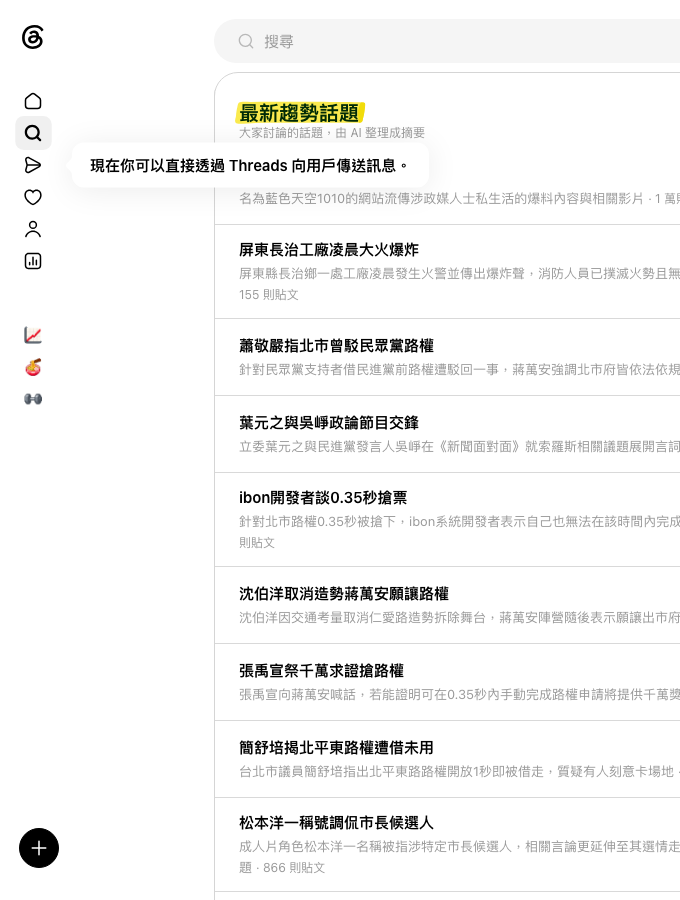 搜尋
最新趨勢話題
大家討論的話題，由 AI 整理成摘要
現在你可以直接透過 Threads 向用戶傳送訊息。
名為藍色天空1010的網站流傳涉政媒人士私生活的爆料內容與相關影片 · 1 萬
屏東長治工廠凌晨大火爆炸
屏東縣長治鄉一處工廠凌晨發生火警並傳出爆炸聲，消防人員已撲滅火勢且無
155 則貼文
蕭敬嚴指北市曾駁民眾黨路權
針對民眾黨支持者借民進黨前路權遭駁回一事，蔣萬安強調北市府皆依法依規
葉元之與吳崢政論節目交鋒
立委葉元之與民進黨發言人吳崢在《新聞面對面》就索羅斯相關議題展開言詞
ibon開發者談0.35秒搶票
針對北市路權0.35秒被搶下，ibon系統開發者表示自己也無法在該時間內完成
則貼文
沈伯洋取消造勢蔣萬安願讓路權
沈伯洋因交通考量取消仁愛路造勢拆除舞台，蔣萬安陣營隨後表示願讓出市府
張禹宣祭千萬求證搶路權
張禹宣向蔣萬安喊話，若能證明可在0.35秒內手動完成路權申請將提供千萬獎
簡舒培揭北平東路權遭借未用
台北市議員簡舒培指出北平東路路權開放1秒即被借走，質疑有人刻意卡場地 ·
松本洋一稱號調侃市長候選人
成人片角色松本洋一名稱被指涉特定市長候選人，相關言論更延伸至其選情走
題 · 866 則貼文